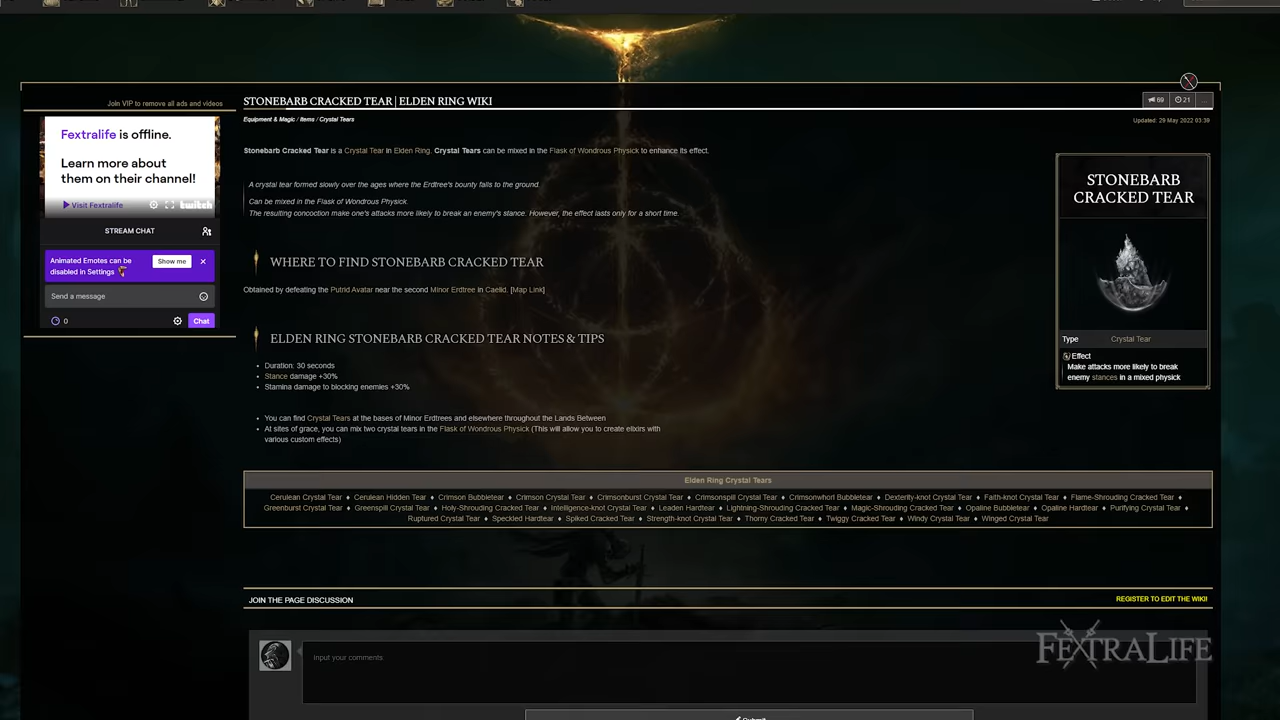 Join VIP to remove all ads and videos
Fextralife is offline.
Learn more about
them on their channel!
Visit Fextralife
twitch
STREAM CHAT
Animated Emotes can be
disabled in Settings
Show me
Send a message
0
Chat
STONEBARB CRACKED TEAR | ELDEN RING WIKI
69
21
...
Equipment & Magic / Items / Crystal Tears
Updated: 29 May 2022 03:39
Stonebarb Cracked Tear is a Crystal Tear in Elden Ring. Crystal Tears can be mixed in the Flask of Wondrous Physick to enhance its effect.
A crystal tear formed slowly over the ages where the Erdtree's bounty falls to the ground.
Can be mixed in the Flask of Wondrous Physick.
The resulting concoction make one's attacks more likely to break an enemy's stance. However, the effect lasts only for a short time.
WHERE TO FIND STONEBARB CRACKED TEAR
Obtained by defeating the Putrid Avatar near the second Minor Erdtree in Caelid. [Map Link]
ELDEN RING STONEBARB CRACKED TEAR NOTES & TIPS
• Duration: 30 seconds
• Stance damage +30%
• Stamina damage to blocking enemies +30%
• You can find Crystal Tears at the bases of Minor Erdtrees and elsewhere throughout the Lands Between
• At sites of grace, you can mix two crystal tears in the Flask of Wondrous Physick (This will allow you to create elixirs with
various custom effects)
STONEBARB
CRACKED TEAR
Type Crystal Tear
Effect
Make attacks more likely to break
enemy stances in a mixed physick
Elden Ring Crystal Tears
Cerulean Crystal Tear ♦ Cerulean Hidden Tear ♦ Crimson Bubbletear ♦ Crimson Crystal Tear ♦ Crimsonburst Crystal Tear ♦ Crimsonspill Crystal Tear ♦ Crimsonwhorl Bubbletear ♦ Dexterity-knot Crystal Tear ♦ Faith-knot Crystal Tear ♦ Flame-Shrouding Cracked Tear ♦
Greenburst Crystal Tear ♦ Greenspill Crystal Tear ♦ Holy-Shrouding Cracked Tear ♦ Intelligence-knot Crystal Tear ♦ Leaden Hardtear ♦ Lightning-Shrouding Cracked Tear ♦ Magic-Shrouding Cracked Tear ♦ Opaline Bubbletear ♦ Opaline Hardtear ♦ Purifying Crystal Tear ♦
Ruptured Crystal Tear ♦ Speckled Hardtear ♦ Spiked Cracked Tear ♦ Strength-knot Crystal Tear ♦ Thorny Cracked Tear ♦ Twiggy Cracked Tear ♦ Windy Crystal Tear ♦ Winged Crystal Tear
JOIN THE PAGE DISCUSSION
REGISTER TO EDIT THE WIKI!
Input your comments
FEXTRALIFE
Submit